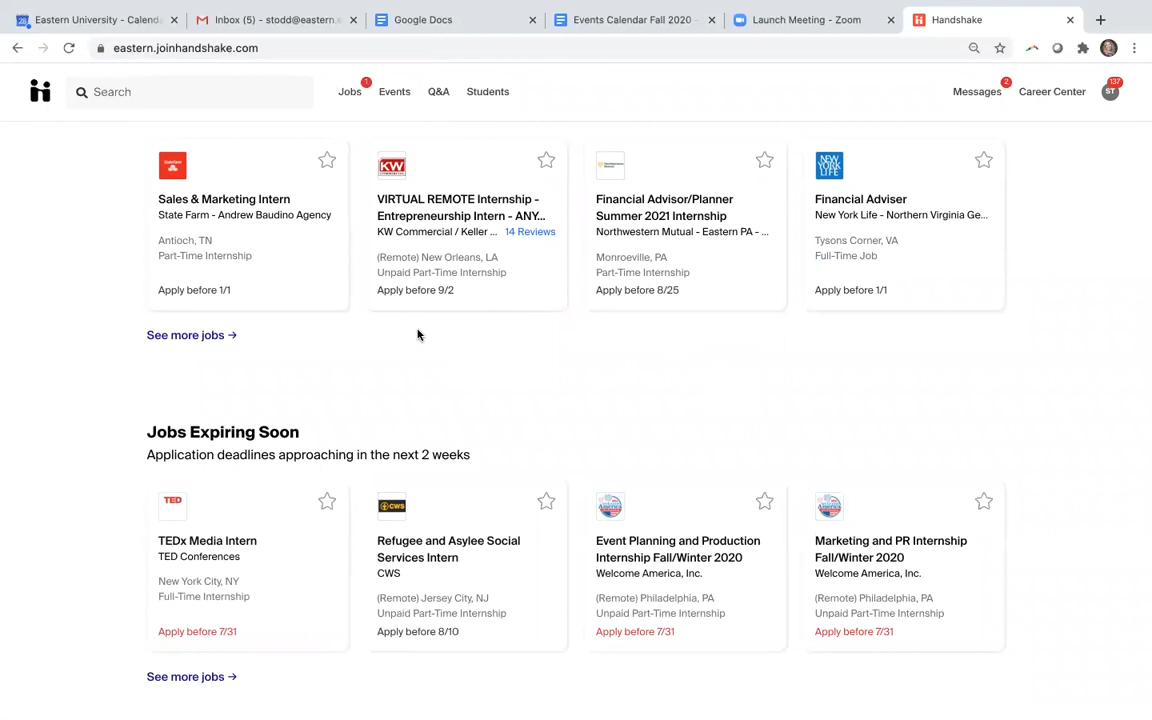 28 Eastern University - Calenda
Inbox (5) - stodd@eastern.e
Google Docs
Events Calendar Fall 2020 -
Launch Meeting - Zoom
Handshake
eastern.joinhandshake.com
Search
Jobs 1
Events
Q&A
Students
Messages 2
Career Center
ST 137
StateFarm
Sales & Marketing Intern
State Farm - Andrew Baudino Agency
Antioch, TN
Part-Time Internship
Apply before 1/1
KW
COMMERCIAL
VIRTUAL REMOTE Internship -
Entrepreneurship Intern - ANY...
KW Commercial / Keller ... 14 Reviews
(Remote) New Orleans, LA
Unpaid Part-Time Internship
Apply before 9/2
Financial Advisor/Planner
Summer 2021 Internship
Northwestern Mutual - Eastern PA - ...
Monroeville, PA
Part-Time Internship
Apply before 8/25
NEW
YORK
LIFE
Financial Adviser
New York Life - Northern Virginia Ge...
Tysons Corner, VA
Full-Time Job
Apply before 1/1
See more jobs →
Jobs Expiring Soon
Application deadlines approaching in the next 2 weeks
TED
TEDx Media Intern
TED Conferences
New York City, NY
Full-Time Internship
Apply before 7/31
CWS
Refugee and Asylee Social
Services Intern
CWS
(Remote) Jersey City, NJ
Unpaid Part-Time Internship
Apply before 8/10
Event Planning and Production
Internship Fall/Winter 2020
Welcome America, Inc.
(Remote) Philadelphia, PA
Unpaid Part-Time Internship
Apply before 7/31
Marketing and PR Internship
Fall/Winter 2020
Welcome America, Inc.
(Remote) Philadelphia, PA
Unpaid Part-Time Internship
Apply before 7/31
See more jobs →